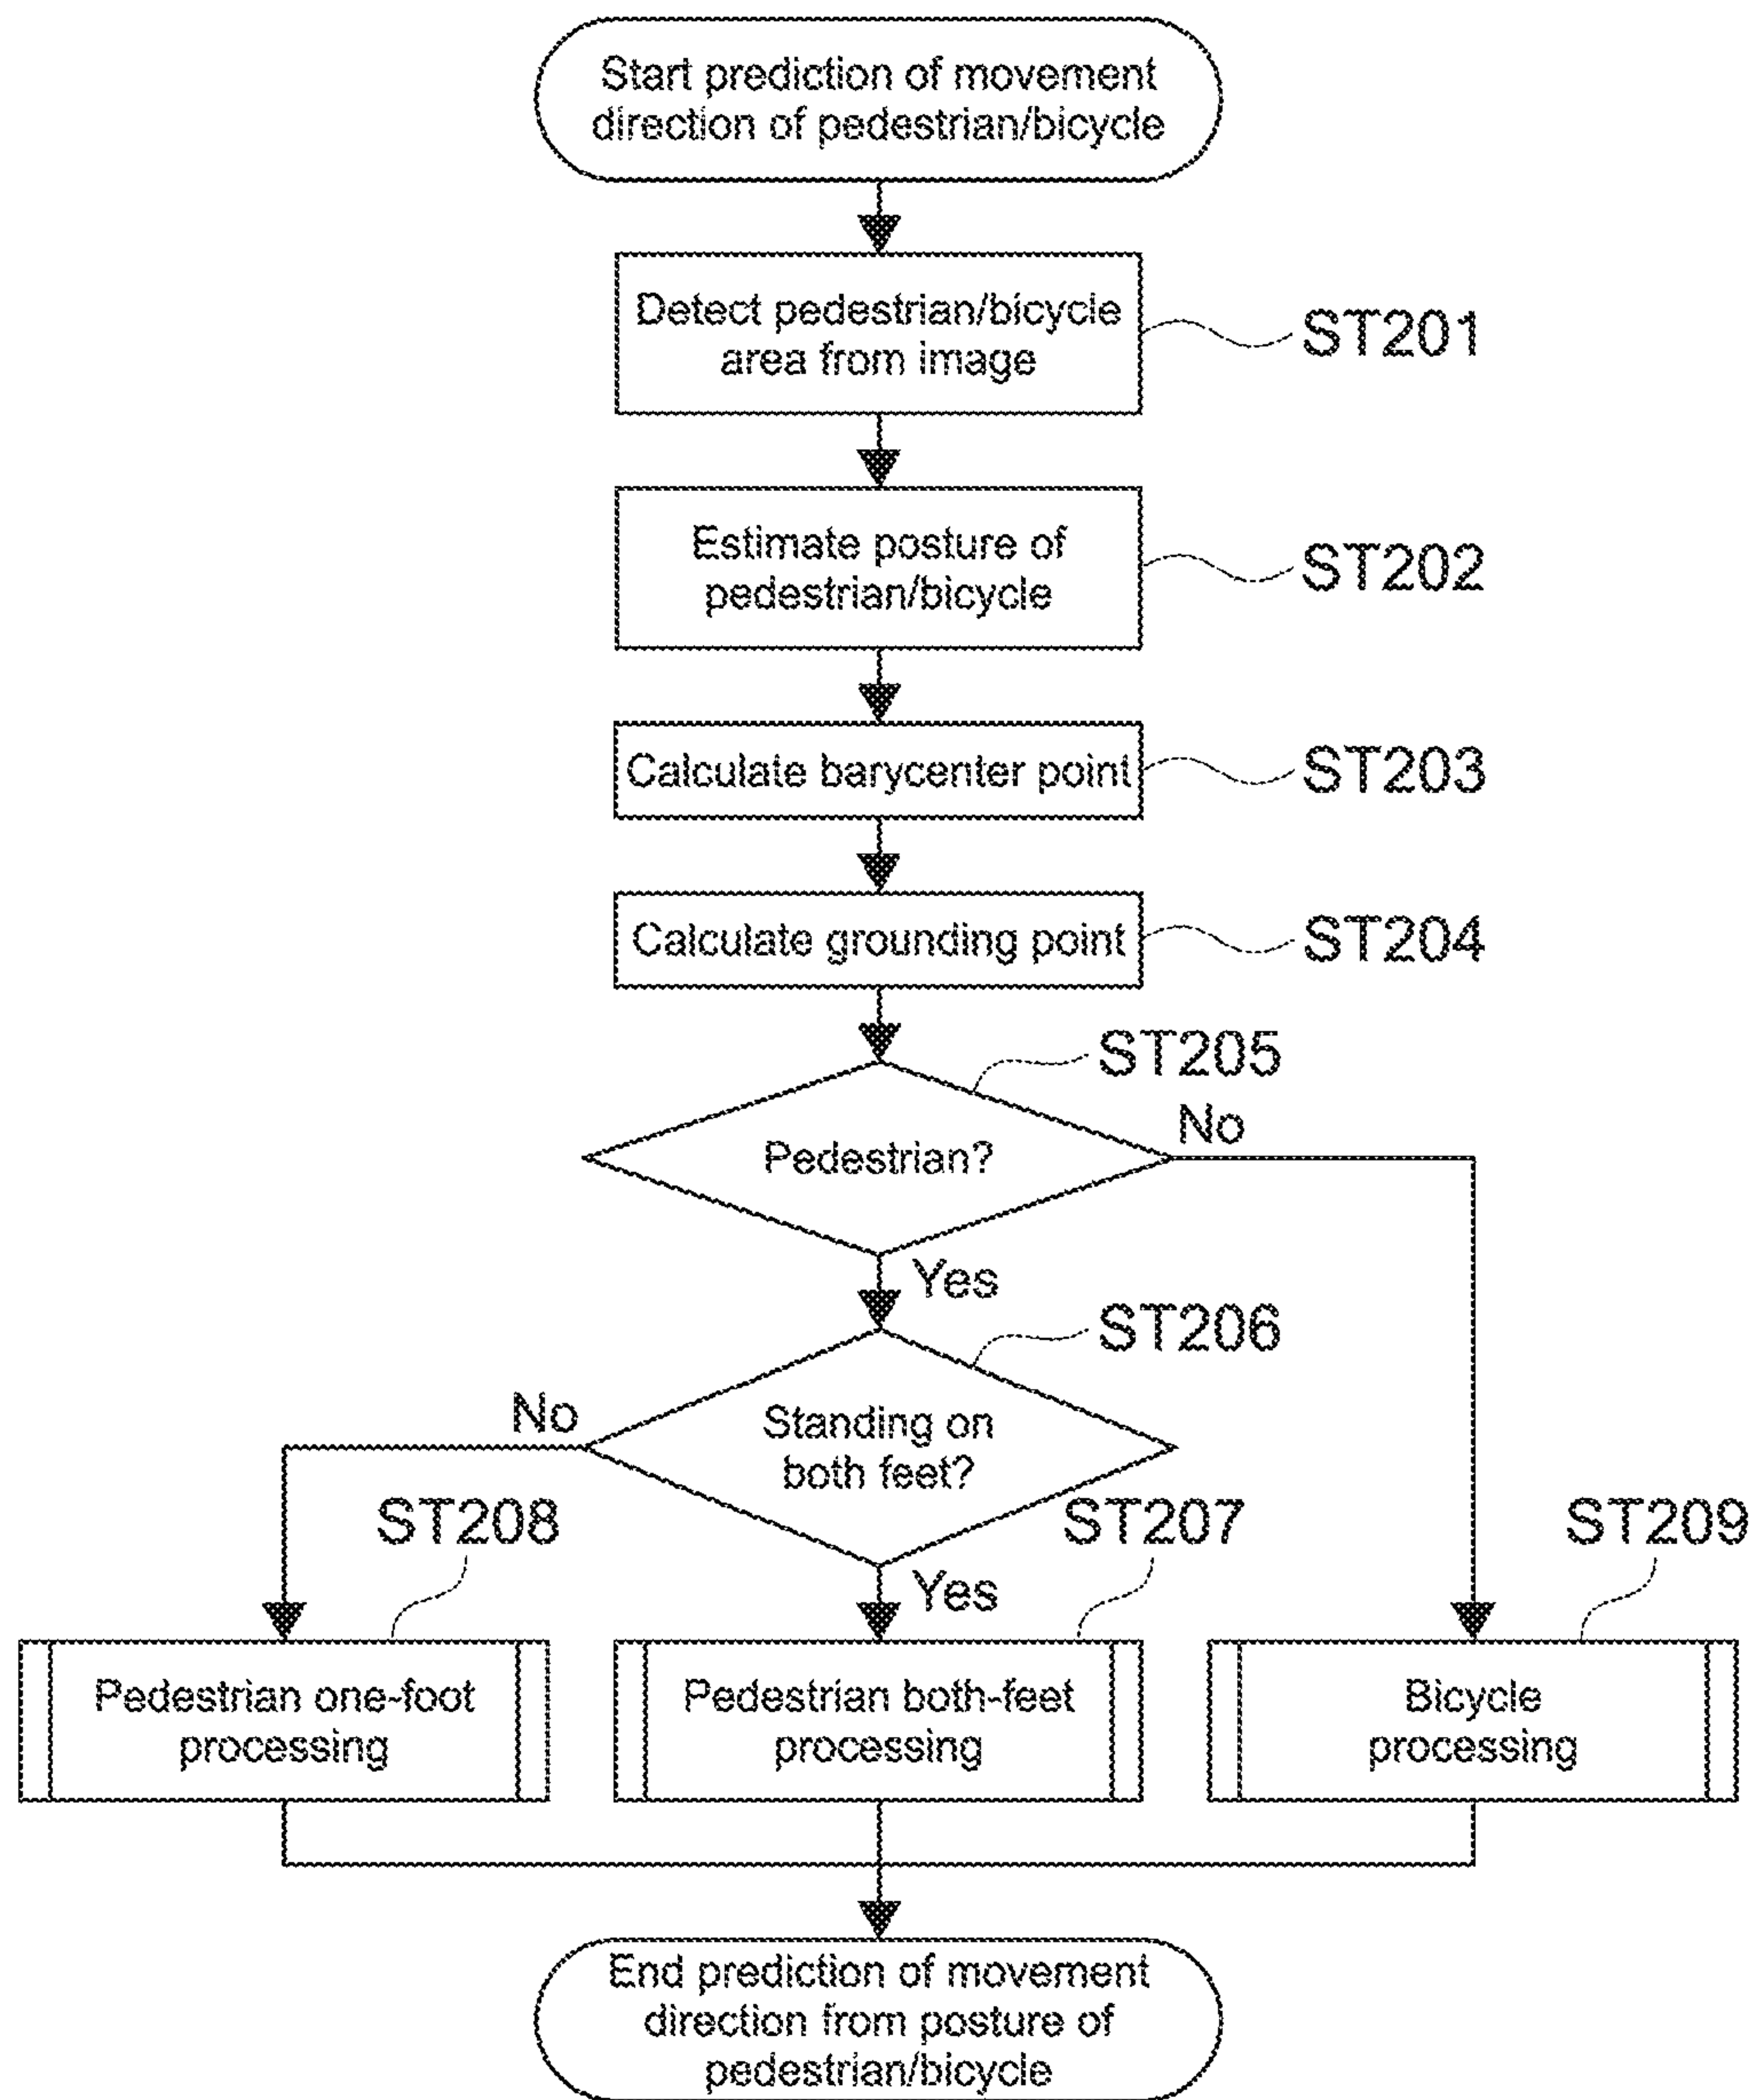 Start prediction of movement
direction of pedestrian/bicycle
Detect pedestrian/bicycle
area from image
ST201
Estimate posture of
pedestrian/bicycle
ST202
Calculate barycenter point
ST203
Calculate grounding point
ST204
ST205
Pedestrian?
No
Yes
ST206
Standing on
both feet?
No
Yes
ST208
ST207
ST209
Pedestrian one-foot
processing
Pedestrian both-feet
processing
Bicycle
processing
End prediction of movement
direction from posture of
pedestrian/bicycle